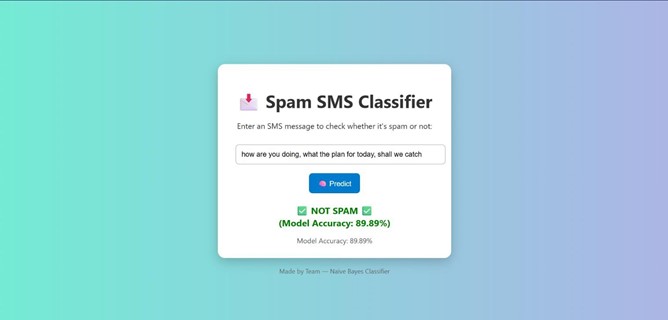 📩 Spam SMS Classifier
Enter an SMS message to check whether it's spam or not:
how are you doing, what the plan for today, shall we catch
🧠 Predict
✅ NOT SPAM ✅
(Model Accuracy: 89.89%)
Model Accuracy: 89.89%
Made by Team — Naive Bayes Classifier